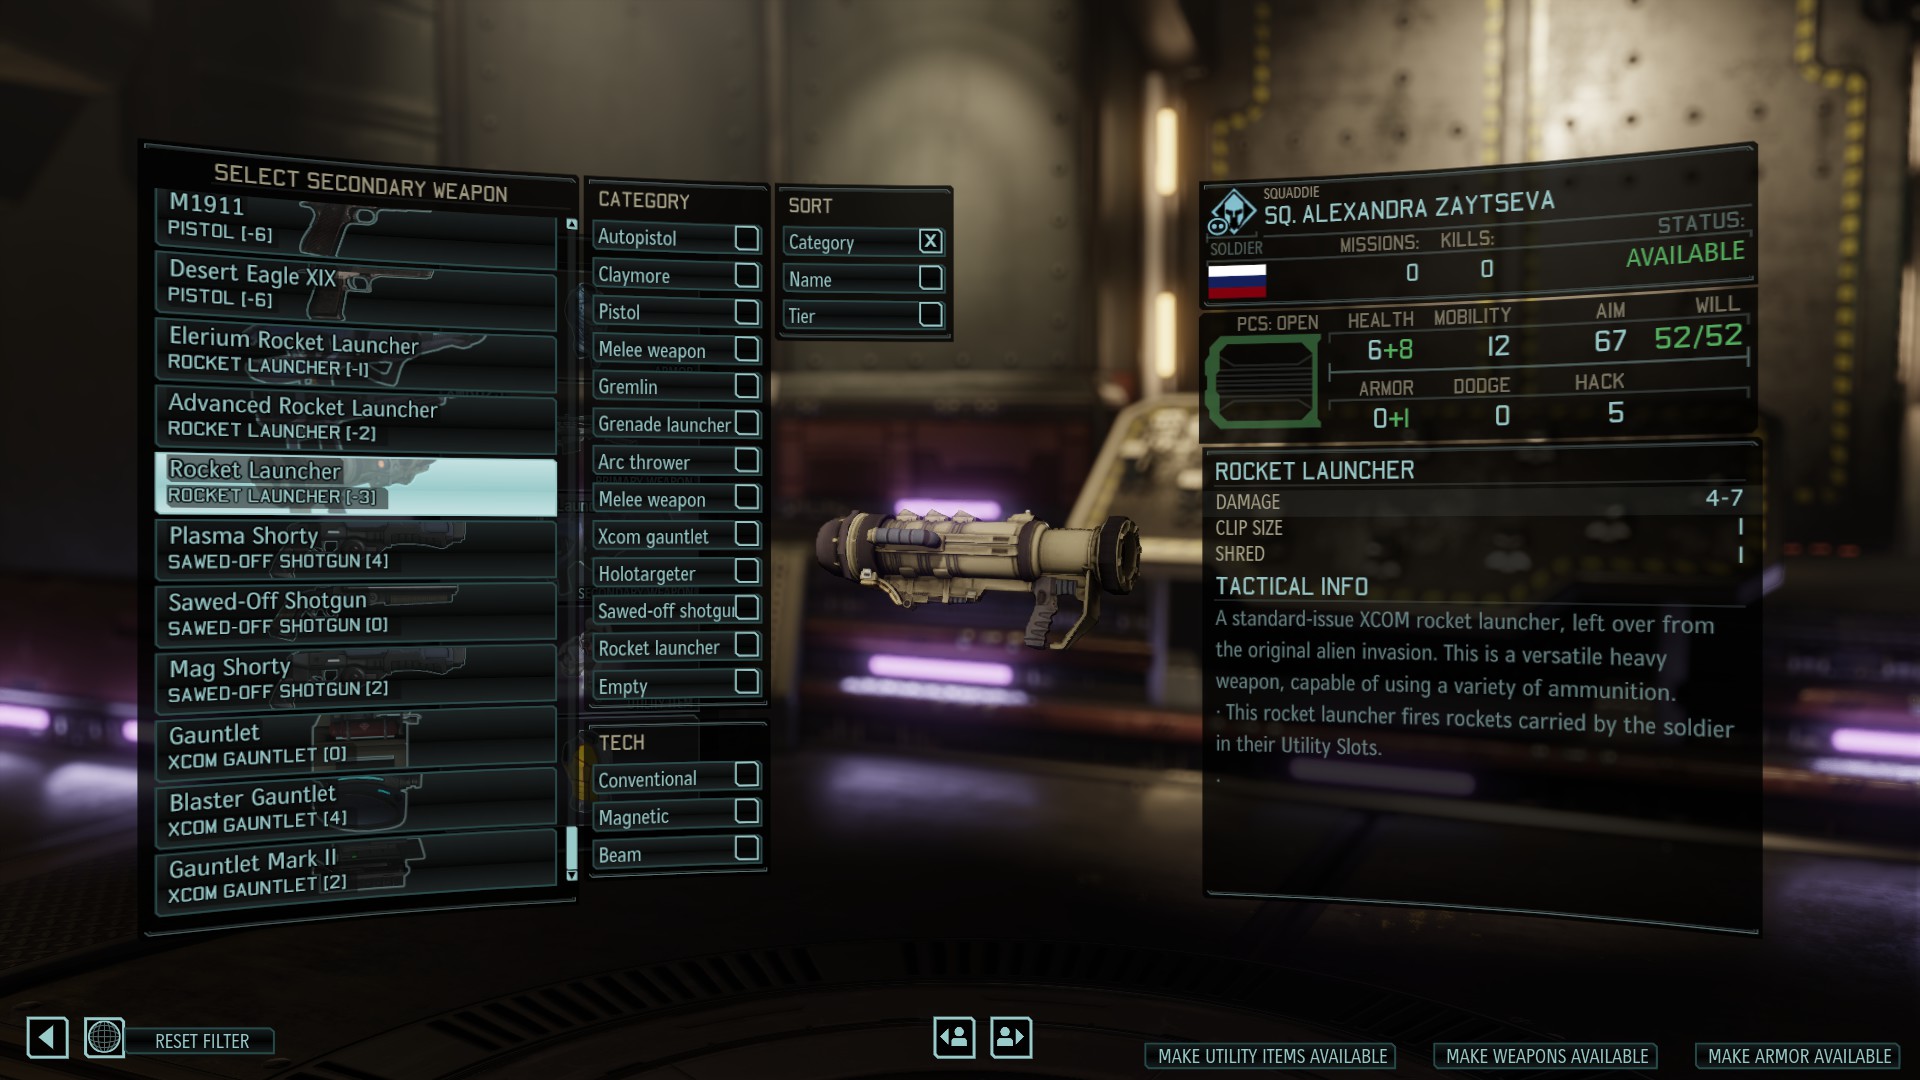 SELECT SECONDARY WEAPON
M1911
PISTOL [-6]
Desert Eagle XIX
PISTOL [-6]
Elerium Rocket Launcher
ROCKET LAUNCHER [-1]
Advanced Rocket Launcher
ROCKET LAUNCHER [-2]
Rocket Launcher
ROCKET LAUNCHER [-3]
Plasma Shorty
SAWED-OFF SHOTGUN [4]
Sawed-Off Shotgun
SAWED-OFF SHOTGUN [0]
Mag Shorty
SAWED-OFF SHOTGUN [2]
Gauntlet
XCOM GAUNTLET [0]
Blaster Gauntlet
XCOM GAUNTLET [4]
Gauntlet Mark II
XCOM GAUNTLET [2]
CATEGORY
Autopistol
Claymore
Pistol
Melee weapon
Gremlin
Grenade launcher
Arc thrower
Melee weapon
Xcom gauntlet
Holotargeter
Sawed-off shotgun
Rocket launcher
Empty
TECH
Conventional
Magnetic
Beam
SORT
Category X
Name
Tier
SQUADDIE
SQ. ALEXANDRA ZAYTSEVA
SOLDIER
MISSIONS: KILLS: STATUS:
0 0 AVAILABLE
PCS: OPEN HEALTH MOBILITY AIM WILL
6+8 12 67 52/52
ARMOR DODGE HACK
0+1 0 5
ROCKET LAUNCHER
DAMAGE 4-7
CLIP SIZE 1
SHRED 1
TACTICAL INFO
A standard-issue XCOM rocket launcher, left over from
the original alien invasion. This is a versatile heavy
weapon, capable of using a variety of ammunition.
· This rocket launcher fires rockets carried by the soldier
in their Utility Slots.
·
RESET FILTER
MAKE UTILITY ITEMS AVAILABLE
MAKE WEAPONS AVAILABLE
MAKE ARMOR AVAILABLE